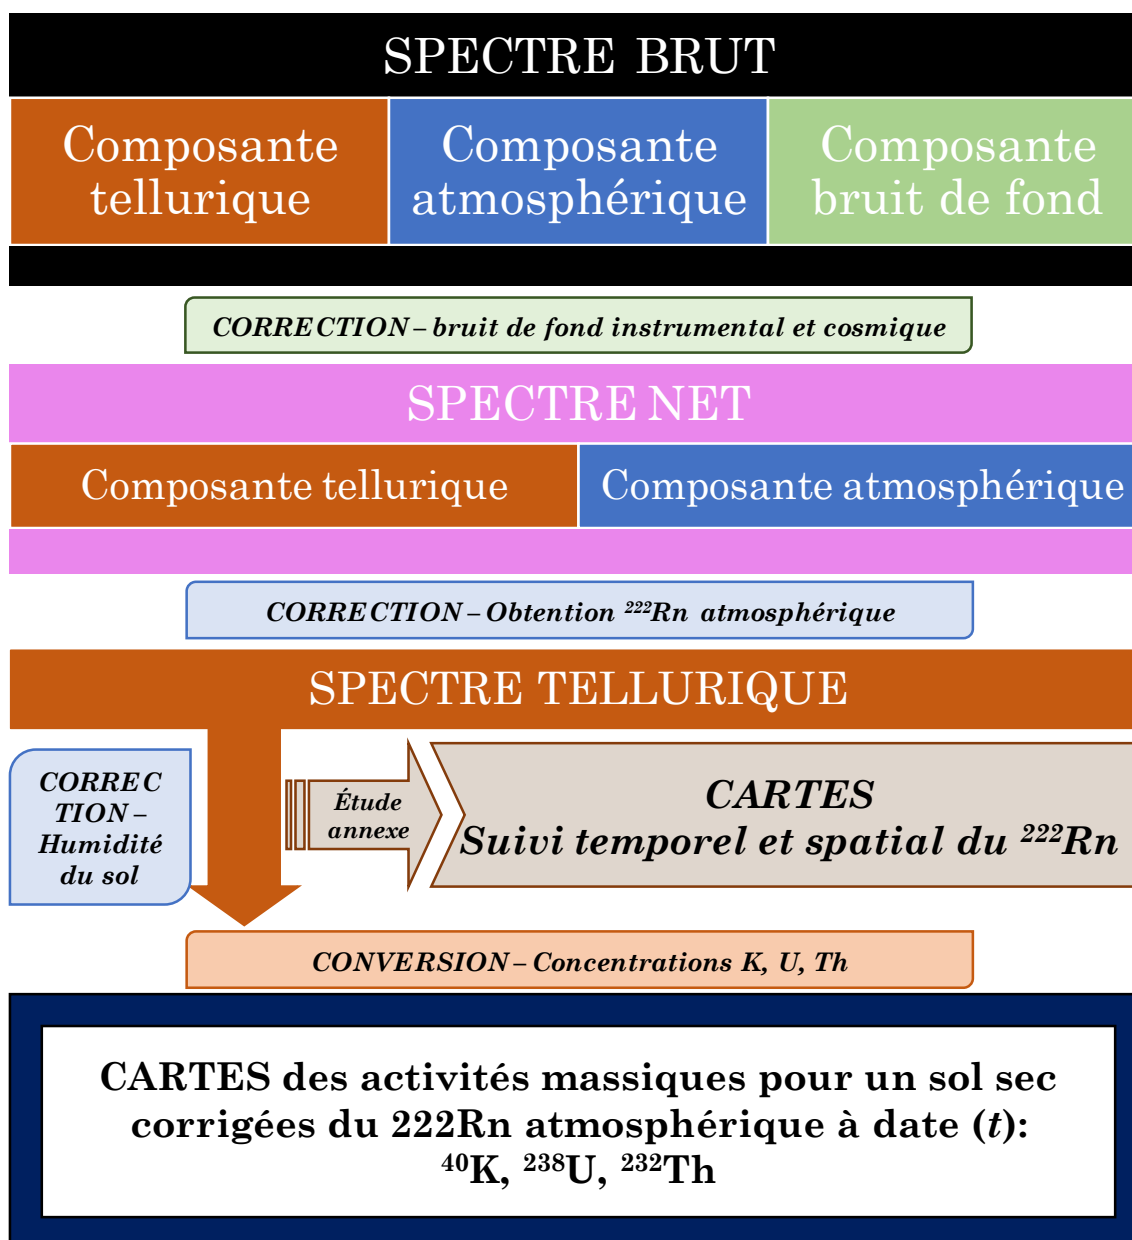 SPECTRE BRUT
Composante
tellurique
Composante
atmosphérique
Composante
bruit de fond
CORRECTION – bruit de fond instrumental et cosmique
SPECTRE NET
Composante tellurique
Composante atmosphérique
CORRECTION – Obtention ²²²Rn atmosphérique
SPECTRE TELLURIQUE
CORREC
TION –
Humidité
du sol
Étude
annexe
CARTES
Suivi temporel et spatial du ²²²Rn
CONVERSION – Concentrations K, U, Th
CARTES des activités massiques pour un sol sec
corrigées du 222Rn atmosphérique à date (t):
⁴⁰K, ²³⁸U, ²³²Th